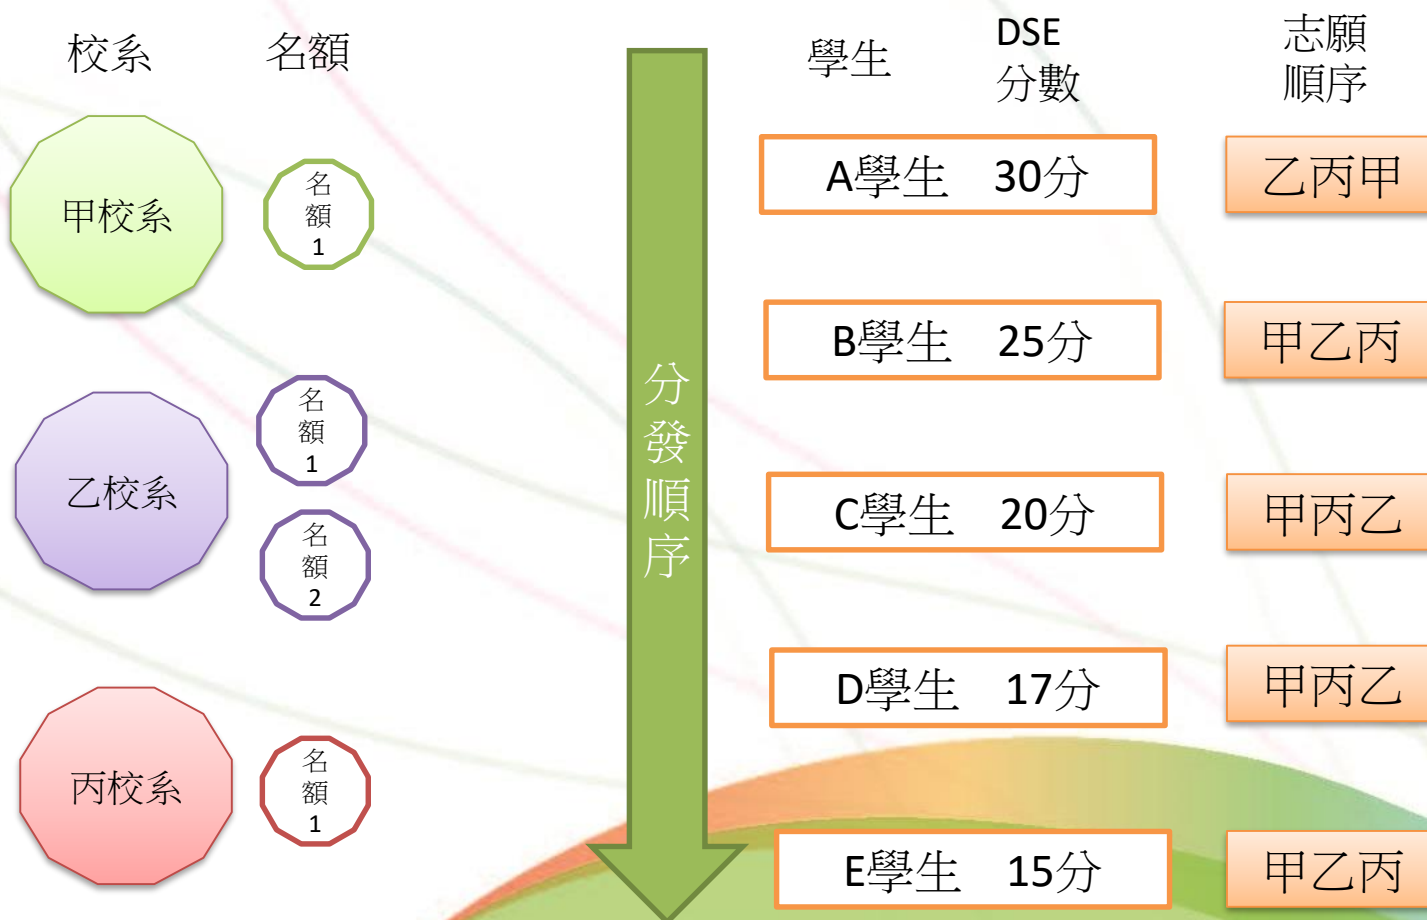 校系
名額
甲校系
名
額
1
乙校系
名
額
1
名
額
2
丙校系
名
額
1
分
發
順
序
學生
DSE
分數
志願
順序
A學生 30分
乙丙甲
B學生 25分
甲乙丙
C學生 20分
甲丙乙
D學生 17分
甲丙乙
E學生 15分
甲乙丙